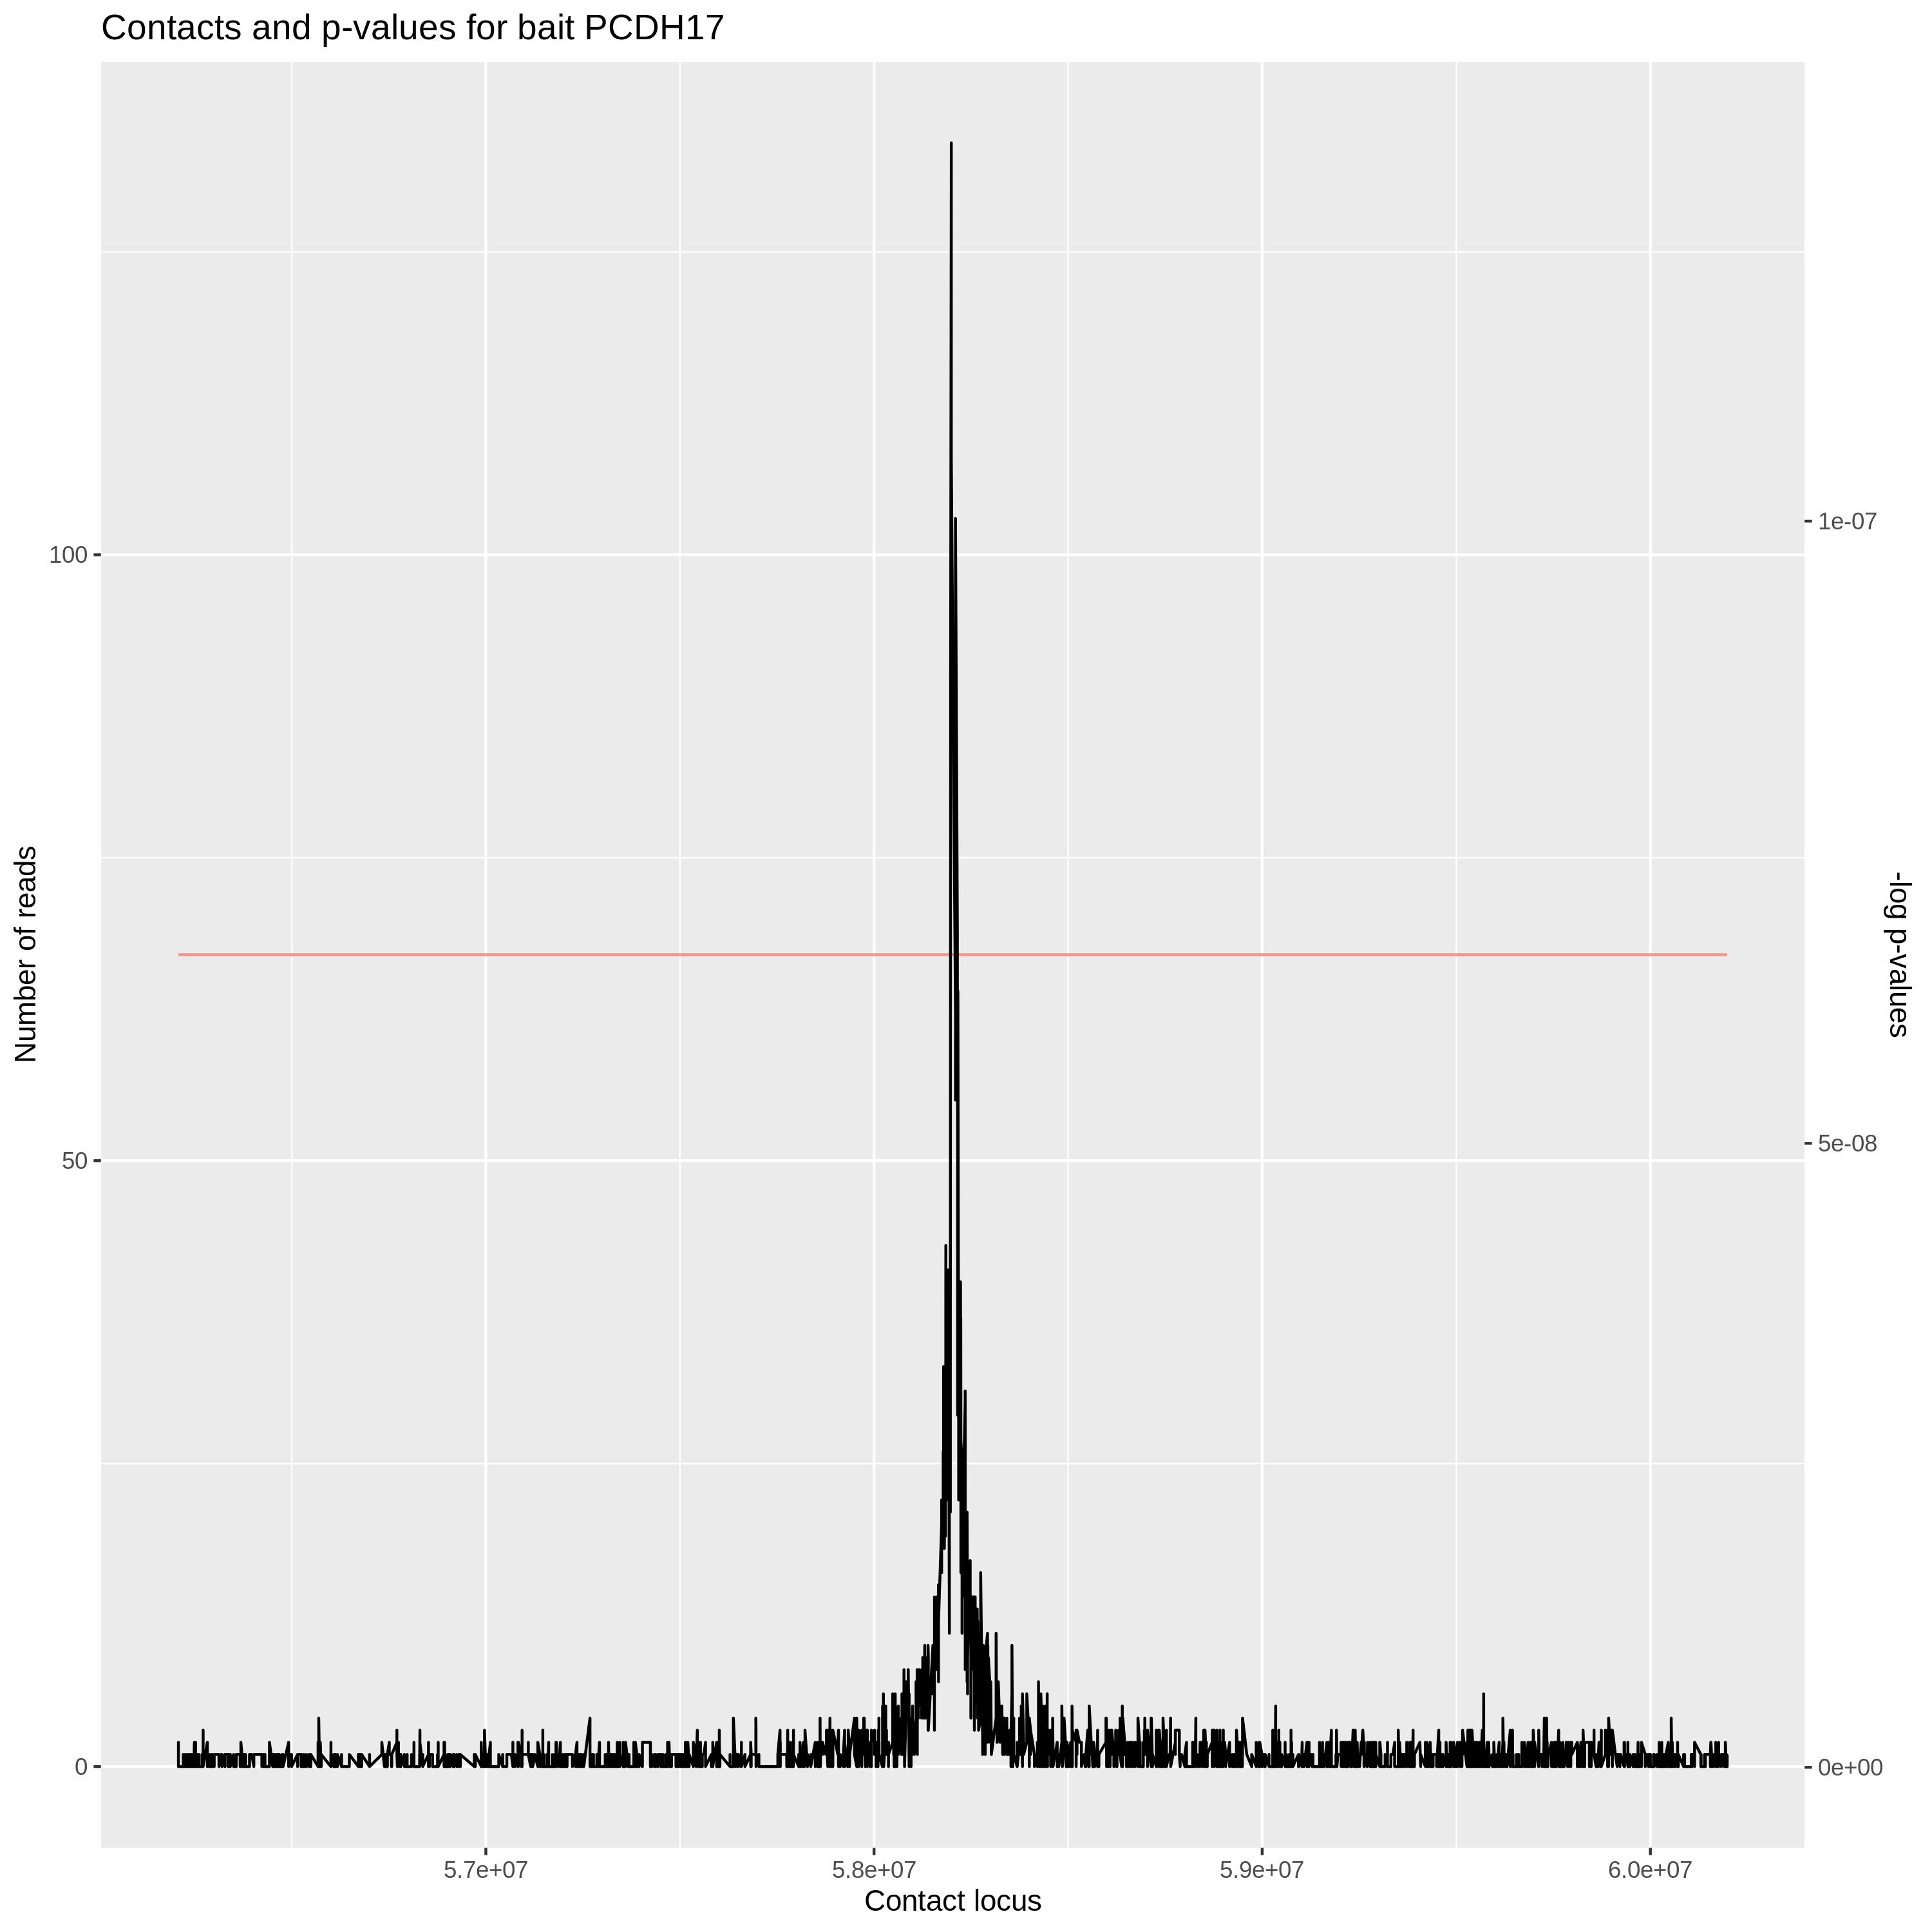 Contacts and p-values for bait PCDH17
Number of reads
100
50
0
1e-07
5e-08
0e+00
-log p-values
5.7e+07
5.8e+07
5.9e+07
6.0e+07
Contact locus